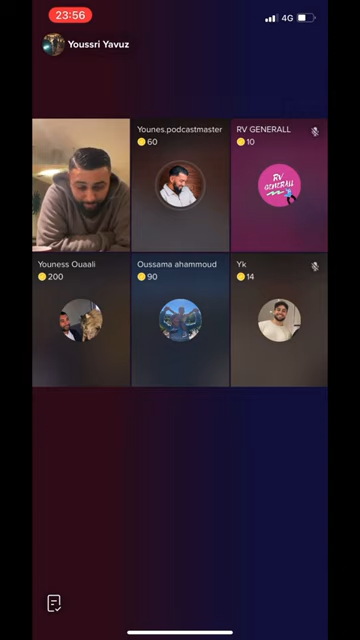 23:56
4G
Youssri Yavuz
Younes.podcastmaster
60
RV GENERALL
10
RV
GENERALL
Youness Ouaali
200
Oussama ahammoud
90
Yk
14